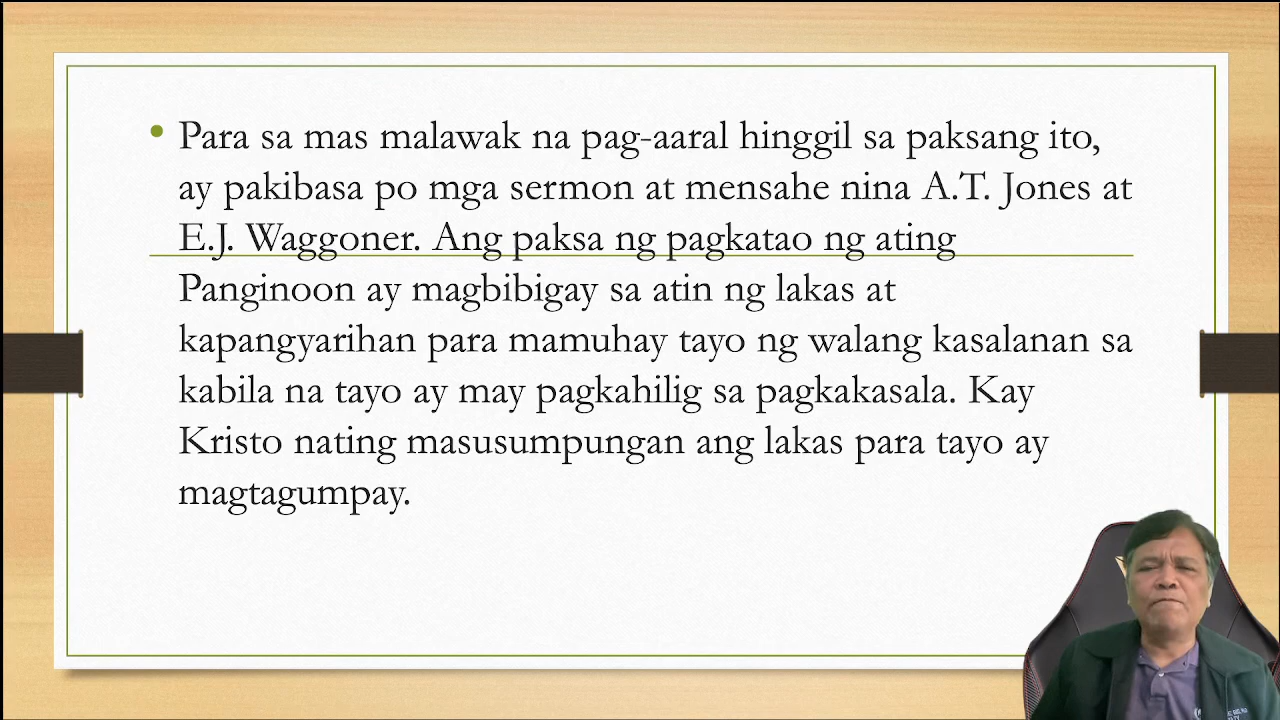 Para sa mas malawak na pag-aaral hinggil sa paksang ito,
ay pakibasa po mga sermon at mensahe nina A.T. Jones at
E.J. Waggoner. Ang paksa ng pagkatao ng ating
Panginoon ay magbibigay sa atin ng lakas at
kapangyarihan para mamuhay tayo ng walang kasalanan sa
kabila na tayo ay may pagkahilig sa pagkakasala. Kay
Kristo nating masusumpungan ang lakas para tayo ay
magtagumpay.